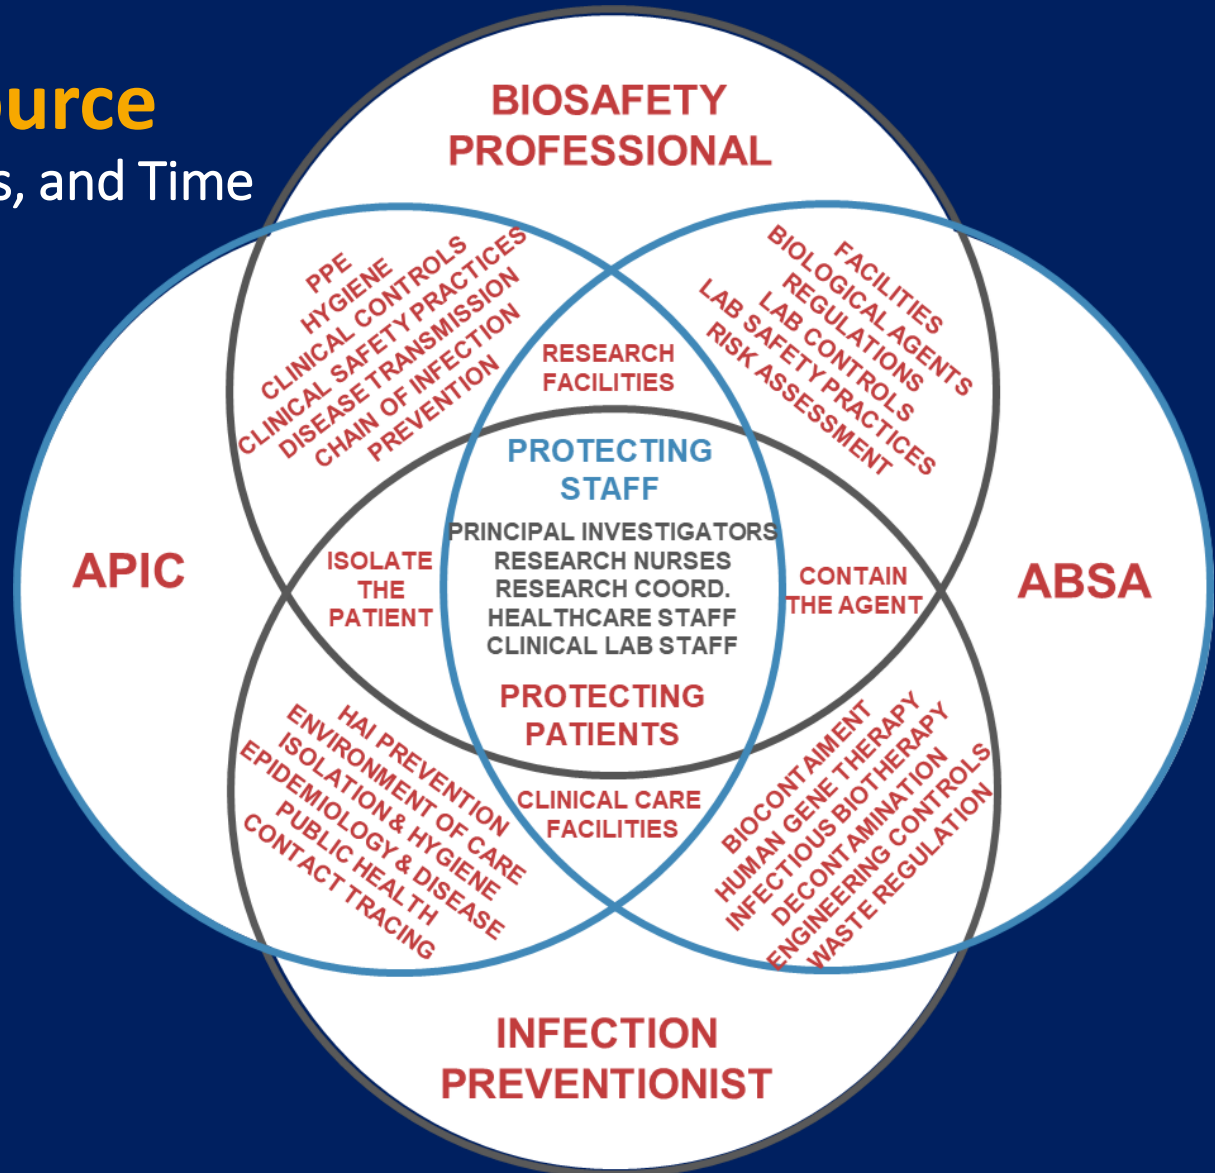 ource
s, and Time
BIOSAFETY
PROFESSIONAL
PPE
HYGIENE
CLINICAL CONTROLS
CLINICAL SAFETY PRACTICES
DISEASE TRANSMISSION
CHAIN OF INFECTION
PREVENTION
FACILITIES
BIOLOGICAL AGENTS
REGULATIONS
LAB CONTROLS
LAB SAFETY PRACTICES
RISK ASSESSMENT
RESEARCH
FACILITIES
APIC
ISOLATE
THE
PATIENT
PROTECTING
STAFF
PRINCIPAL INVESTIGATORS
RESEARCH NURSES
RESEARCH COORD.
HEALTHCARE STAFF
CLINICAL LAB STAFF
PROTECTING
PATIENTS
CONTAIN
THE AGENT
ABSA
HAI PREVENTION
ENVIRONMENT OF CARE
ISOLATION & HYGIENE
EPIDEMIOLOGY & DISEASE
PUBLIC HEALTH
CONTACT TRACING
CLINICAL CARE
FACILITIES
BIOCONTAIMENT
HUMAN GENE THERAPY
INFECTIOUS BIOTHERAPY
DECONTAMINATION
ENGINEERING CONTROLS
WASTE REGULATION
INFECTION
PREVENTIONIST